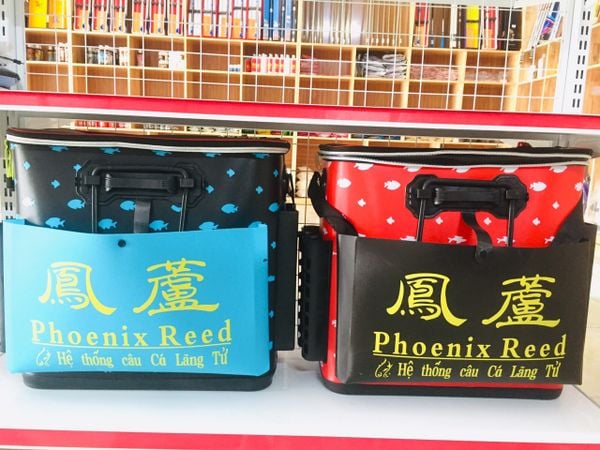 鳳蘆
Phoenix Reed
Hệ thống câu Cá Lãng Tử
鳳蘆
Phoenix Reed
Hệ thống câu Cá Lãng Tử